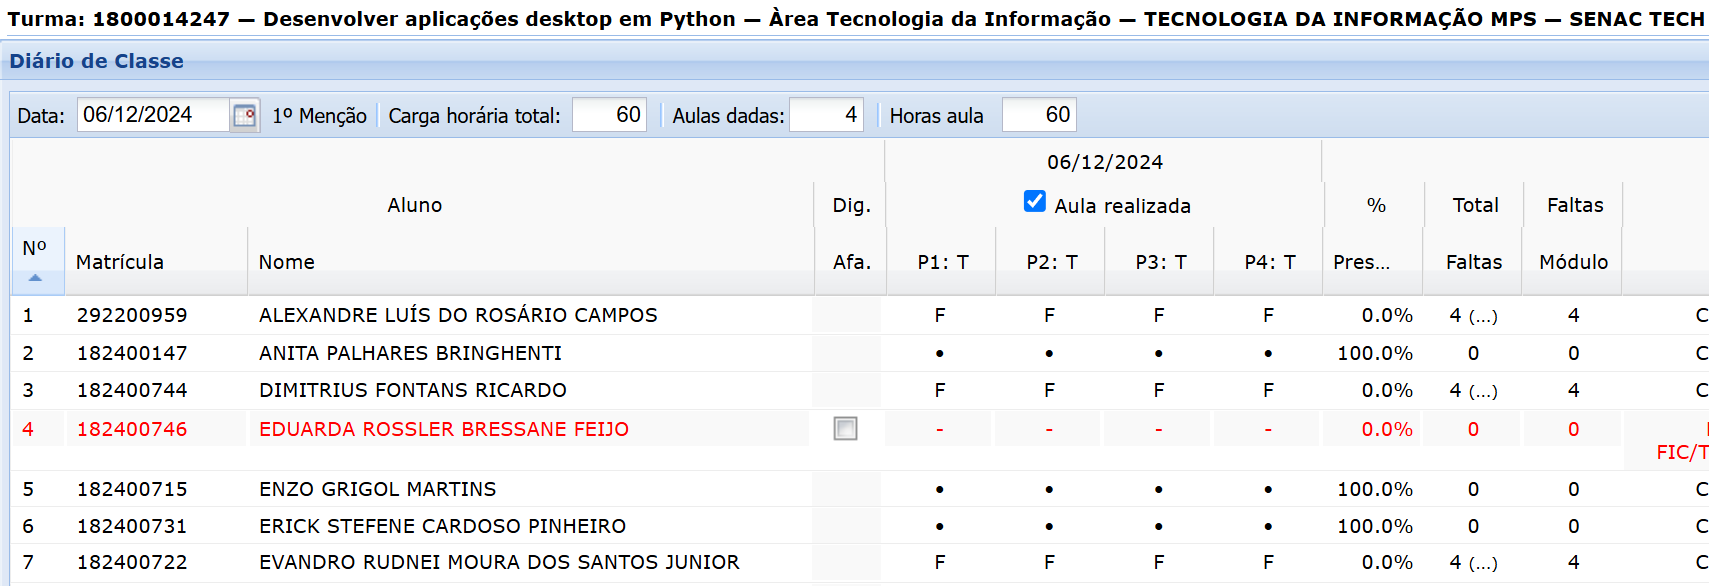 Turma: 1800014247 — Desenvolver aplicações desktop em Python — Àrea Tecnologia da Informação — TECNOLOGIA DA INFORMAÇÃO MPS — SENAC TECH
Diário de Classe
Data: 06/12/2024 1º Menção Carga horária total: 60 Aulas dadas: 4 Horas aula 60
06/12/2024
Aluno Dig. Aula realizada % Total Faltas
Nº Matrícula Nome Afa. P1: T P2: T P3: T P4: T Pres... Faltas Módulo
1 292200959 ALEXANDRE LUÍS DO ROSÁRIO CAMPOS F F F F 0.0% 4 (...) 4 C
2 182400147 ANITA PALHARES BRINGHENTI • • • • 100.0% 0 0 C
3 182400744 DIMITRIUS FONTANS RICARDO F F F F 0.0% 4 (...) 4 C
4 182400746 EDUARDA ROSSLER BRESSANE FEIJO - - - - 0.0% 0 0
FIC/T
5 182400715 ENZO GRIGOL MARTINS • • • • 100.0% 0 0 C
6 182400731 ERICK STEFENE CARDOSO PINHEIRO • • • • 100.0% 0 0 C
7 182400722 EVANDRO RUDNEI MOURA DOS SANTOS JUNIOR F F F F 0.0% 4 (...) 4 C